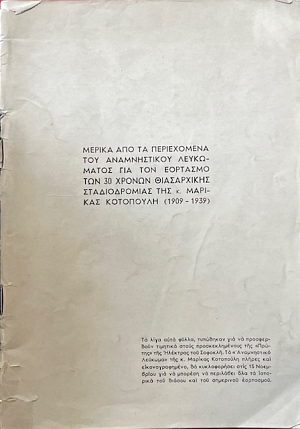 ΜΕΡΙΚΑ ΑΠΟ ΤΑ ΠΕΡΙΕΧΟΜΕΝΑ
ΤΟΥ ΑΝΑΜΝΗΣΤΙΚΟΥ ΛΕΥΚΩ-
ΜΑΤΟΣ ΓΙΑ ΤΟΝ ΕΟΡΤΑΣΜΟ
ΤΩΝ 30 ΧΡΟΝΩΝ ΘΙΑΣΑΡΧΙΚΗΣ
ΣΤΑΔΙΟΔΡΟΜΙΑΣ ΤΗΣ κ. ΜΑΡΙ-
ΚΑΣ ΚΟΤΟΠΟΥΛΗ (1909 - 1939)
Τὰ λίγα αὐτὰ φύλλα, τυπώθηκαν γιὰ νὰ προσφερ-
θοῦν τιμητικὰ στοὺς προσκεκλημένους τῆς «Πρώ-
της» τῆς Ἠλέκτρας τοῦ Σοφοκλῆ. Τὸ «Ἀναμνηστικὸ
Λεύκωμα» τῆς κ. Μαρίκας Κοτοπούλη πλῆρες καὶ
εἰκονογραφημένο, θὰ κυκλοφορήσει στὶς 15 Νοεμ-
βρίου γιὰ νὰ μπορέσῃ νὰ περιλάβῃ ὅλα τὰ ἱστο-
ρικὰ τοῦ θιάσου καὶ τοῦ σημερινοῦ ἑορτασμοῦ.